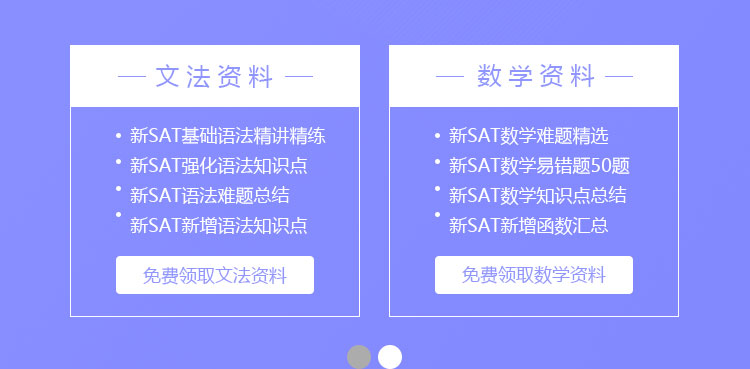 文法资料
新SAT基础语法精讲精练
新SAT强化语法知识点
新SAT语法难题总结
新SAT新增语法知识点
免费领取文法资料
数学资料
新SAT数学难题精选
新SAT数学易错题50题
新SAT数学知识点总结
新SAT新增函数汇总
免费领取数学资料